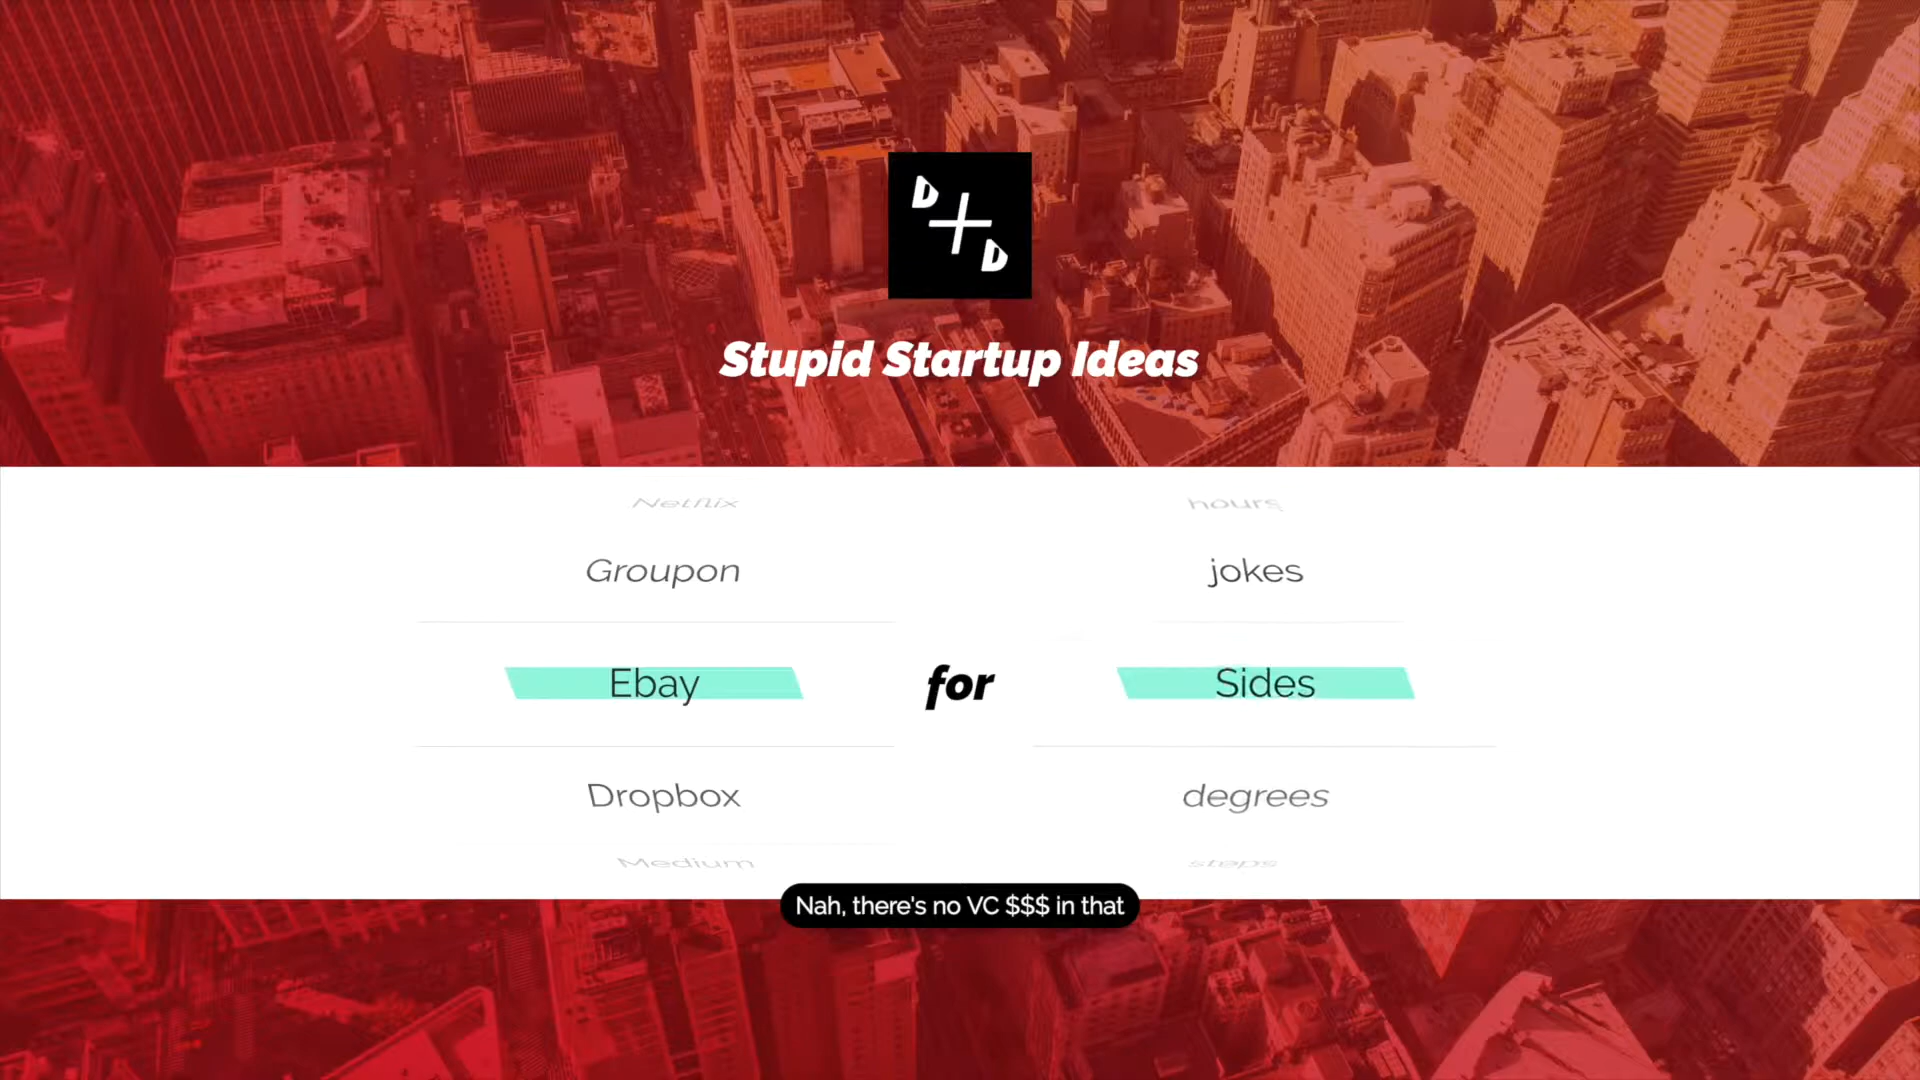 D+D
Stupid Startup Ideas
Netflix hours
Groupon jokes
Ebay for Sides
Dropbox degrees
Medium steps
Nah, there's no VC $$$ in that